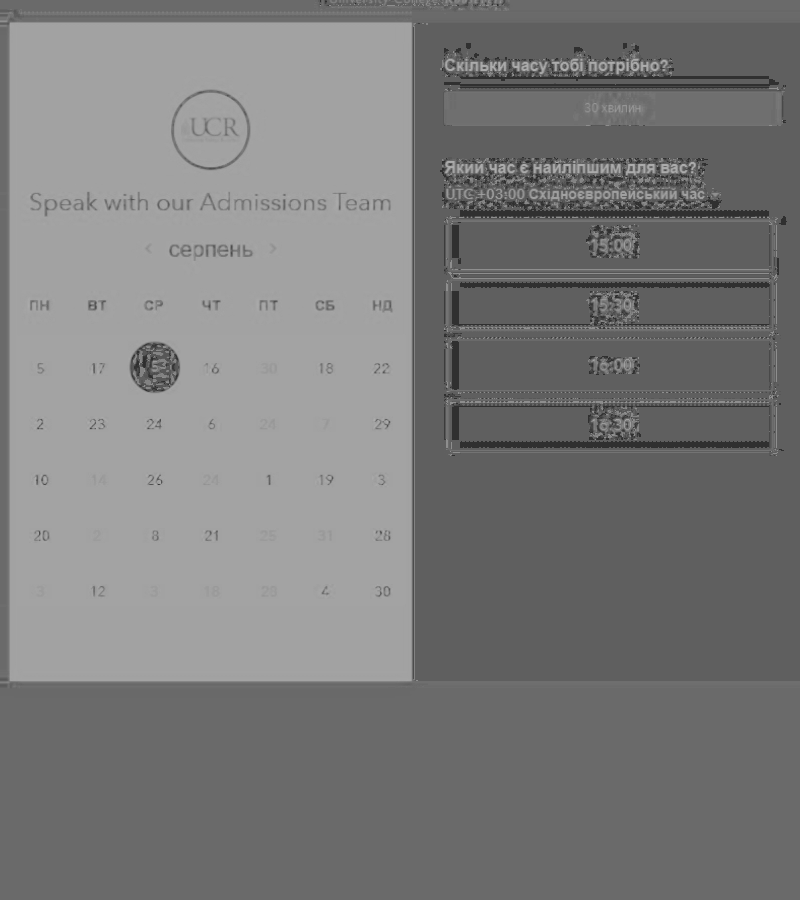 UCR
Speak with our Admissions Team
< серпень >
ПН ВТ СР ЧТ ПТ СБ НД
5 17 16 30 18 22
2 23 24 6 24 7 29
10 14 26 24 1 19 3
20 2 8 21 25 31 28
3 12 3 18 28 4 30
Скільки часу тобі потрібно?
30 хвилин
Який час є найліпшим для вас?
UTC +03:00 Східноєвропейський час
15:00
15:30
16:00
16:30